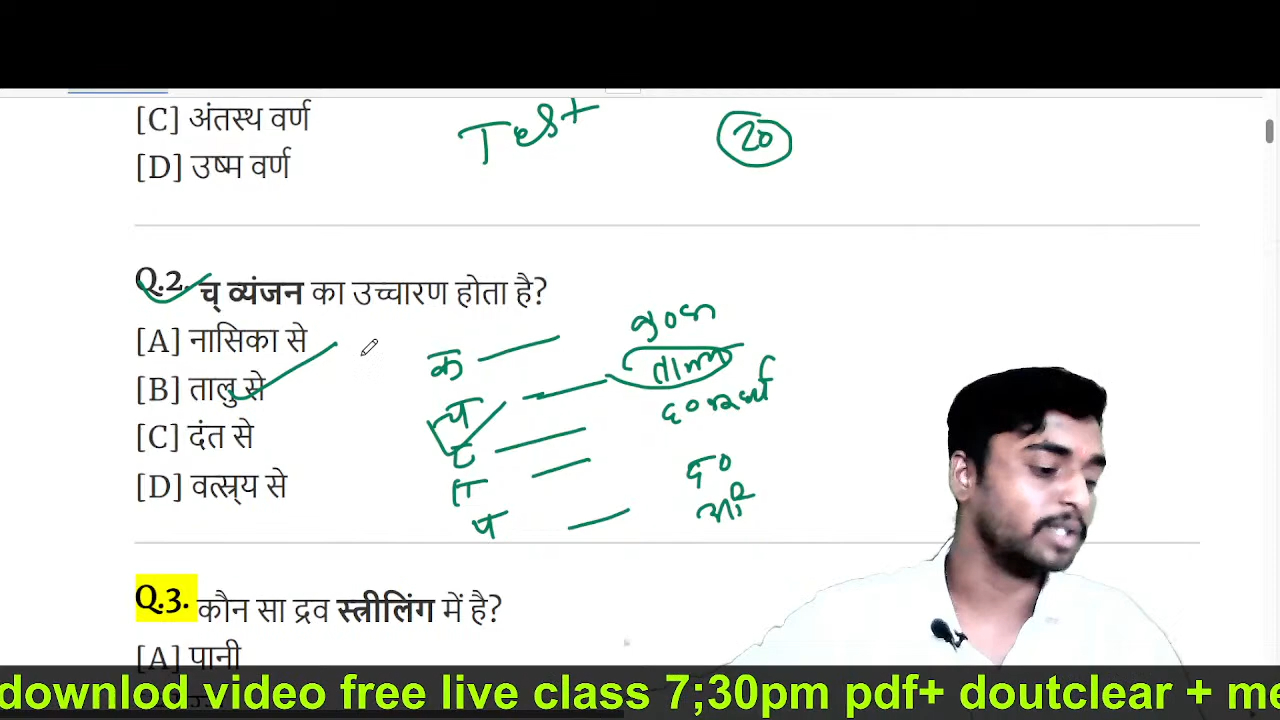 [C] अंतस्थ वर्ण
[D] उष्म वर्ण
Test
20
Q.2. च् व्यंजन का उच्चारण होता है?
[A] नासिका से
[B] तालु से
[C] दंत से
[D] वत्स्र्य से
क
च
ट
त
प
तालु
Q.3. कौन सा द्रव स्त्रीलिंग में है?
[A] पानी
downlod video free live class 7;30pm pdf+ doutclear + mo